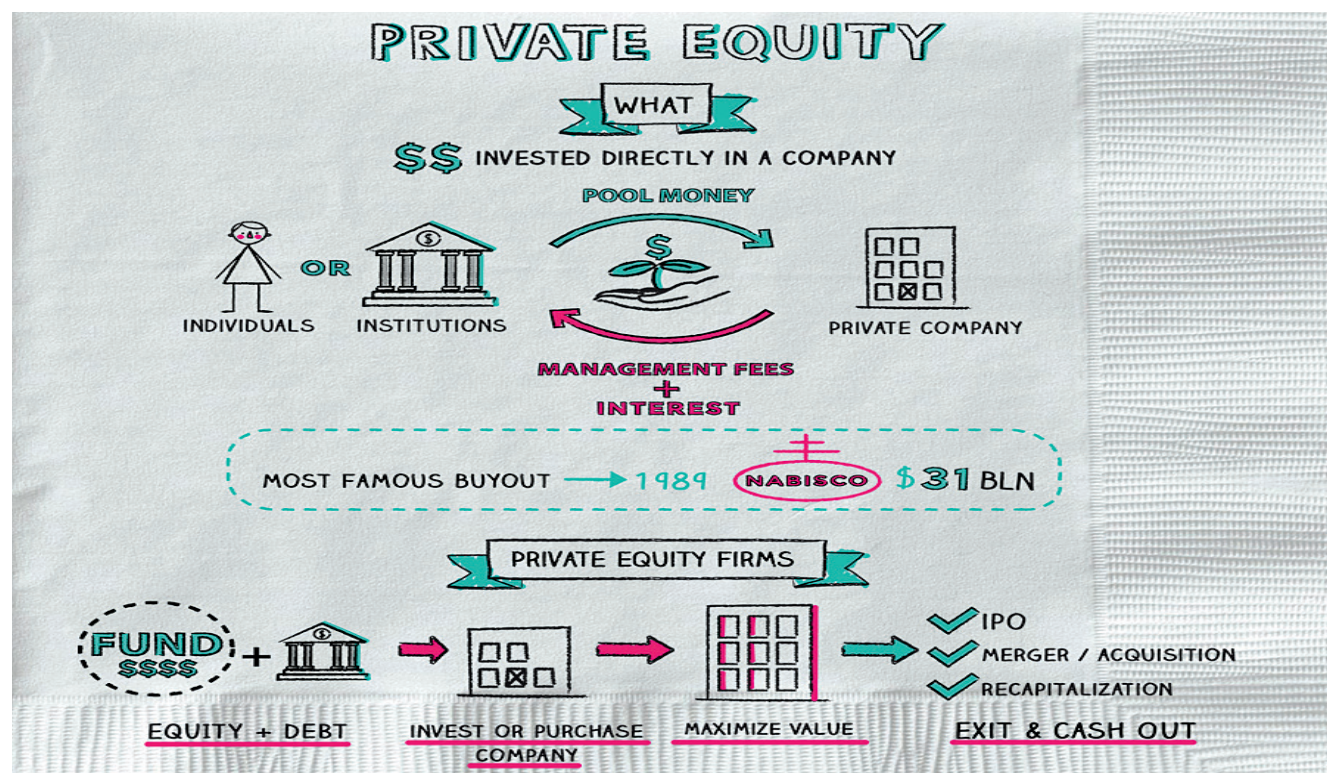 PRIVATE EQUITY
WHAT
$$ INVESTED DIRECTLY IN A COMPANY
POOL MONEY
$
$
OR
INDIVIDUALS
INSTITUTIONS
PRIVATE COMPANY
MANAGEMENT FEES
+
INTEREST
MOST FAMOUS BUYOUT → 1989 NABISCO $31 BLN
PRIVATE EQUITY FIRMS
FUND
$$$$
+
$
IPO
MERGER / ACQUISITION
RECAPITALIZATION
EQUITY + DEBT
INVEST OR PURCHASE
COMPANY
MAXIMIZE VALUE
EXIT & CASH OUT